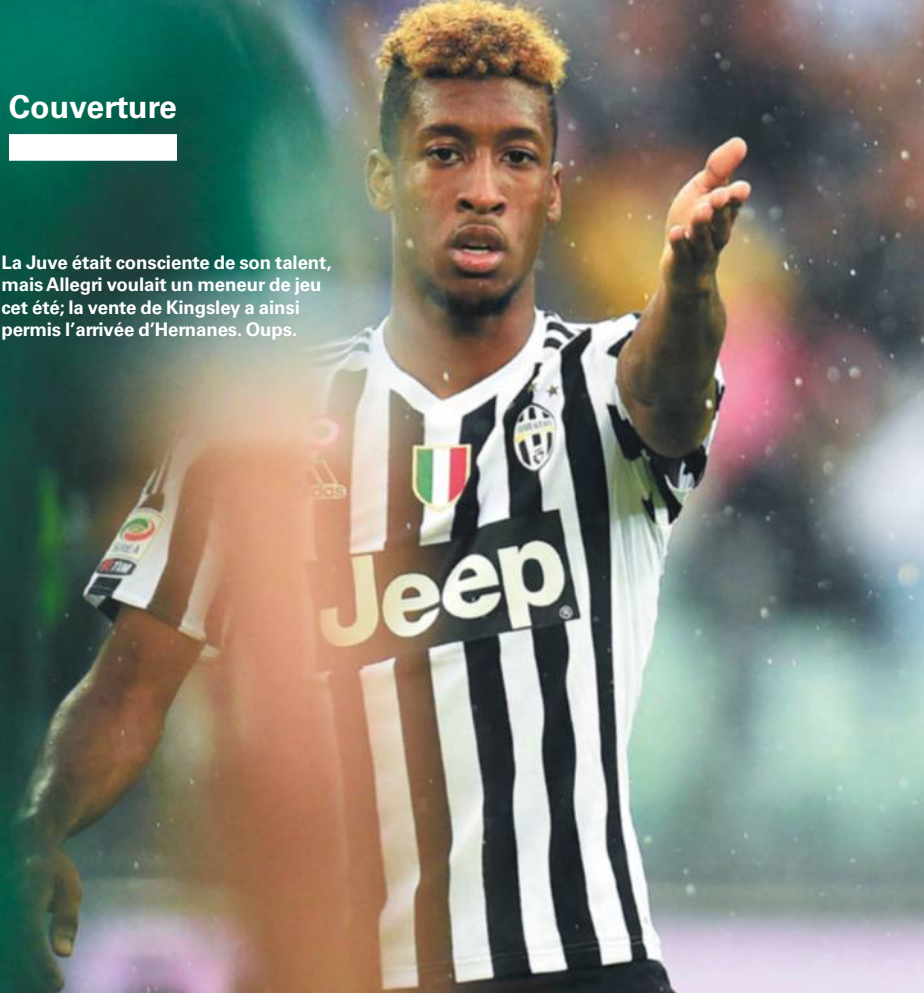 Couverture
La Juve était consciente de son talent,
mais Allegri voulait un meneur de jeu
cet été; la vente de Kingsley a ainsi
permis l'arrivée d'Hernanes. Oups.
Jeep
®